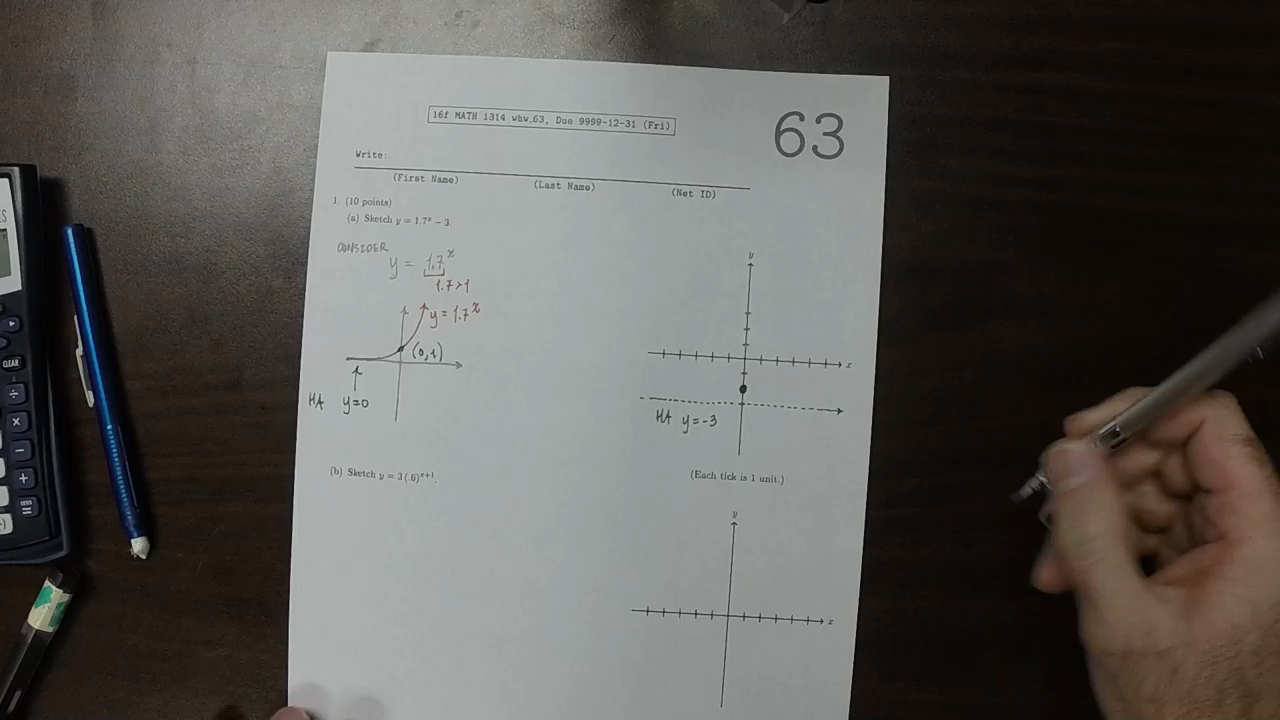 16f MATH 1314 whw.63, Due 9999-12-31 (Fri)
63
Write:
(First Name) (Last Name) (Net ID)
1. (10 points)
(a) Sketch y = 1.7^x − 3.
CONSIDER
y = 1.7^x
1.7 > 1
y = 1.7^x
(0,1)
HA y=0
y
x
HA y=-3
(Each tick is 1 unit.)
(b) Sketch y = 3(.6)^{x+1}.
y
x
CLEAR
÷
×
−
+